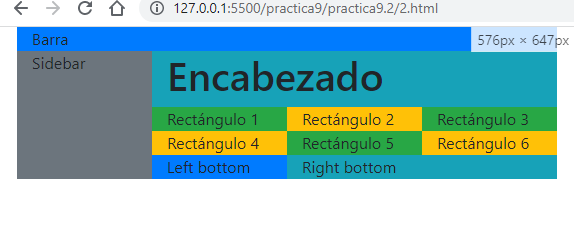 127.0.0.1:5500/practica9/practica9.2/2.html
Barra
576px × 647px
Sidebar
Encabezado
Rectángulo 1
Rectángulo 2
Rectángulo 3
Rectángulo 4
Rectángulo 5
Rectángulo 6
Left bottom
Right bottom